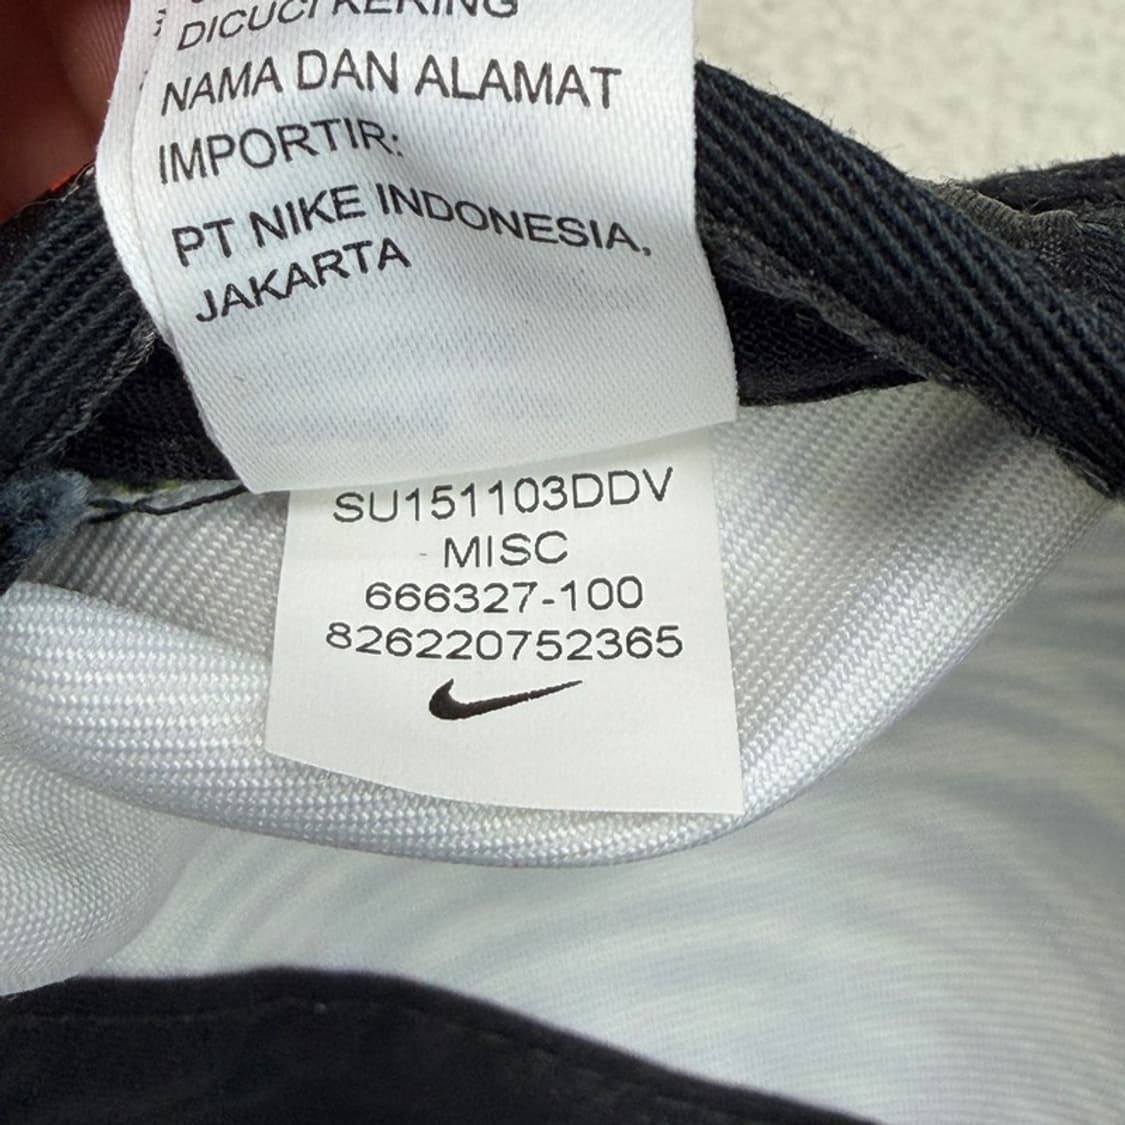 DICUCI KERING
NAMA DAN ALAMAT
IMPORTIR:
PT NIKE INDONESIA,
JAKARTA
SU151103DDV
MISC
666327-100
826220752365